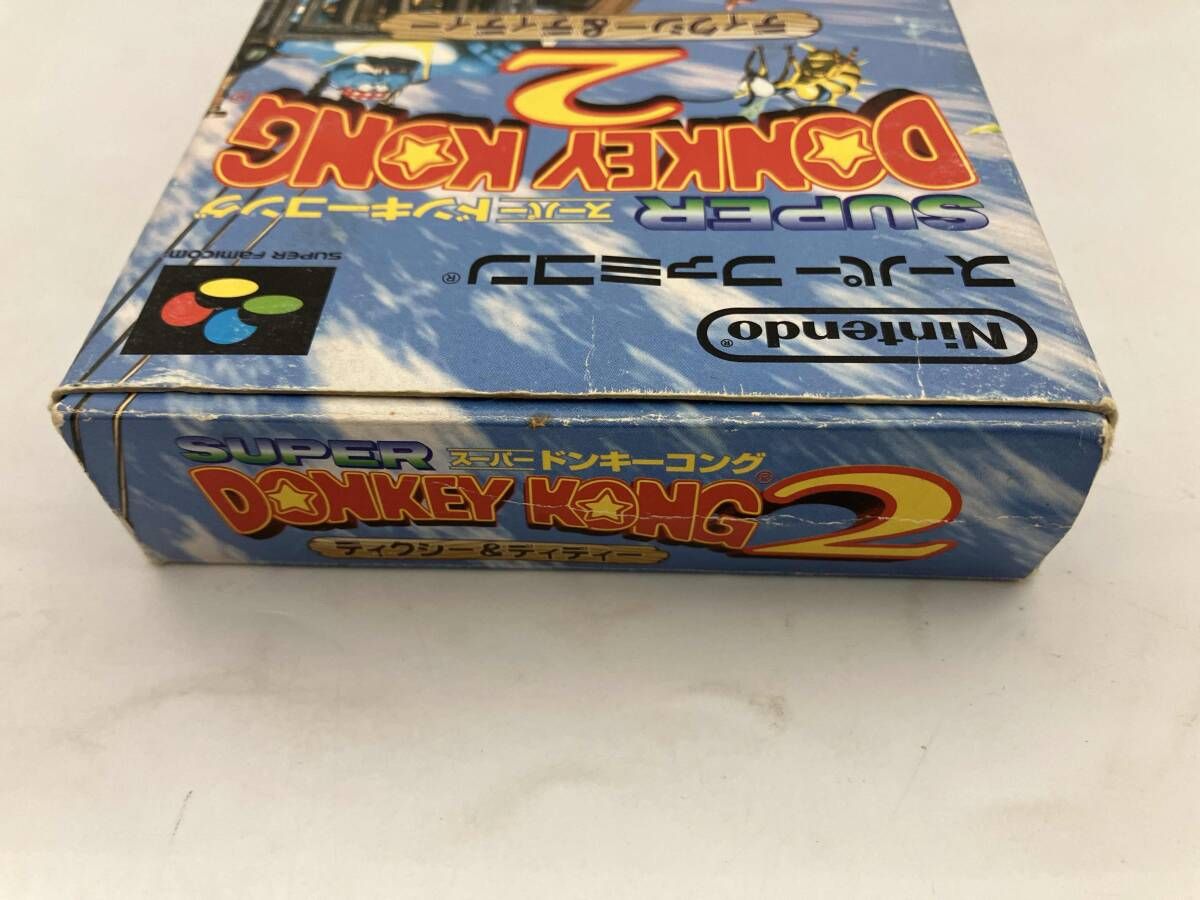 Nintendo®
スーパーファミコン®
SUPER FAMICOM
SUPER
スーパードンキーコング
DONKEY KONG®
2
ディクシー&ディディー
SUPER スーパードンキーコング
DONKEY KONG® 2
ディクシー&ディディー